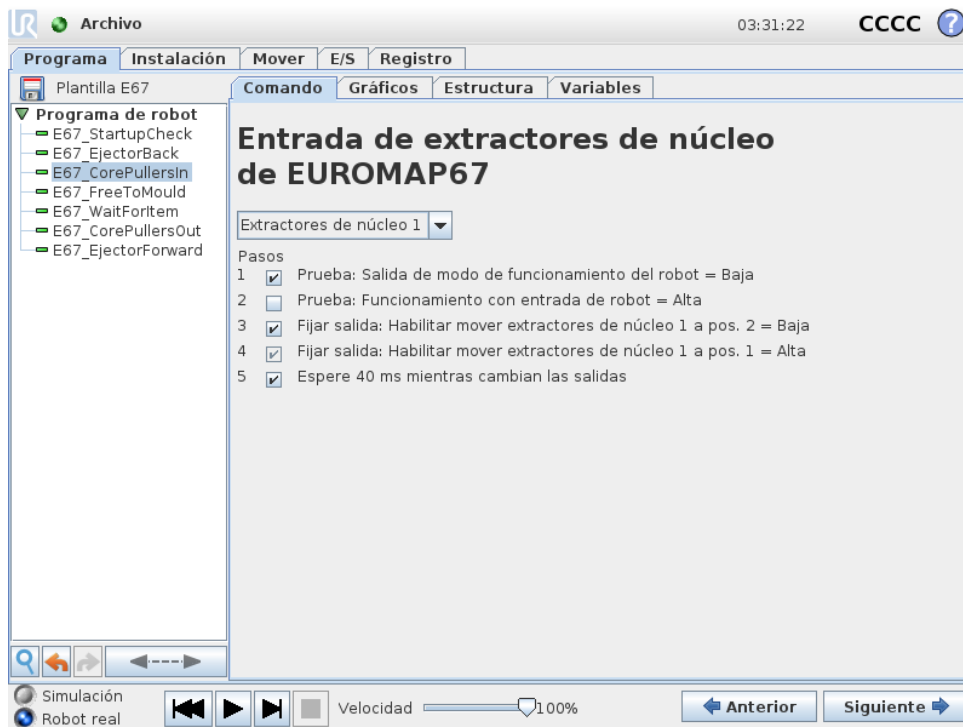 UR Archivo 03:31:22 CCCC ?
Programa Instalación Mover E/S Registro
Plantilla E67
Comando Gráficos Estructura Variables
Programa de robot
E67_StartupCheck
E67_EjectorBack
E67_CorePullersIn
E67_FreeToMould
E67_WaitForItem
E67_CorePullersOut
E67_EjectorForward
Entrada de extractores de núcleo
de EUROMAP67
Extractores de núcleo 1
Pasos
1 Prueba: Salida de modo de funcionamiento del robot = Baja
2 Prueba: Funcionamiento con entrada de robot = Alta
3 Fijar salida: Habilitar mover extractores de núcleo 1 a pos. 2 = Baja
4 Fijar salida: Habilitar mover extractores de núcleo 1 a pos. 1 = Alta
5 Espere 40 ms mientras cambian las salidas
Simulación
Robot real
Velocidad 100%
Anterior Siguiente